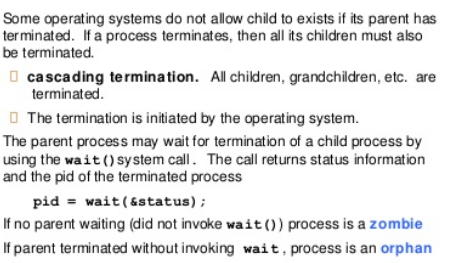 Some operating systems do not allow child to exists if its parent has
terminated. If a process terminates, then all its children must also
be terminated.
cascading termination. All children, grandchildren, etc. are
terminated.
The termination is initiated by the operating system.
The parent process may wait for termination of a child process by
using the wait() system call. The call returns status information
and the pid of the terminated process
pid = wait(&status);
If no parent waiting (did not invoke wait()) process is a zombie
If parent terminated without invoking wait, process is an orphan